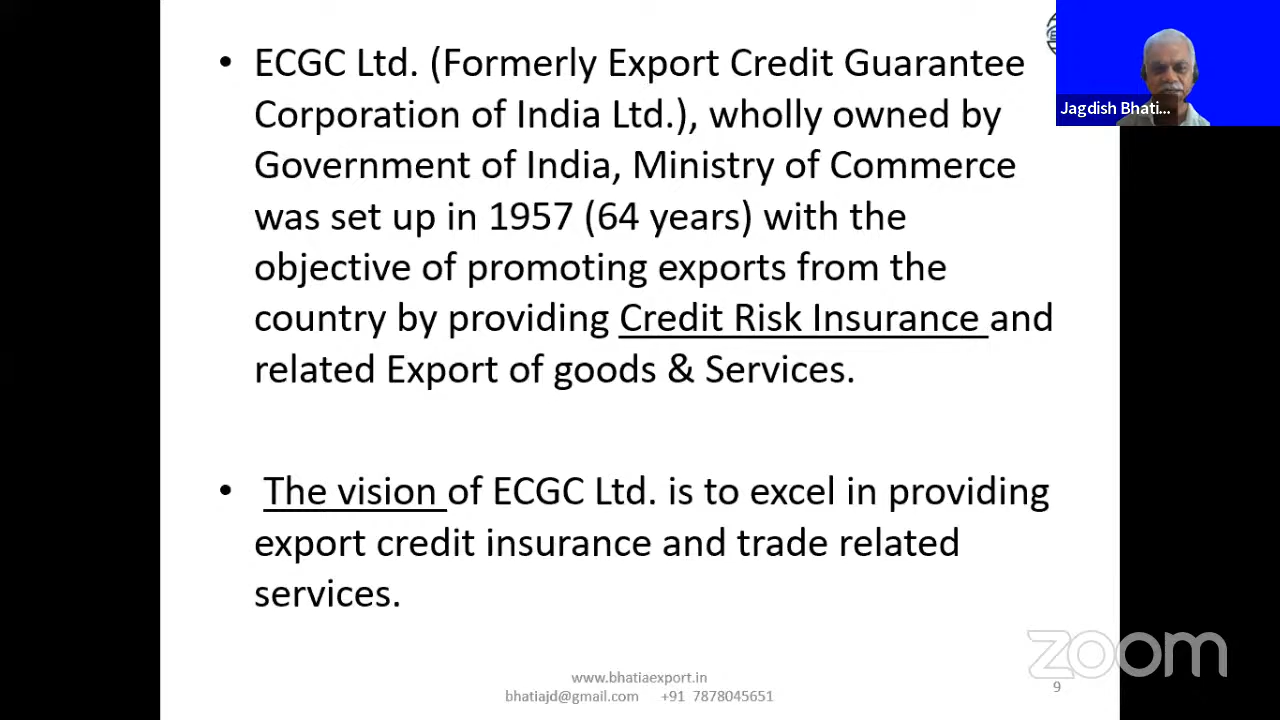 • ECGC Ltd. (Formerly Export Credit Guarantee
Corporation of India Ltd.), wholly owned by
Government of India, Ministry of Commerce
was set up in 1957 (64 years) with the
objective of promoting exports from the
country by providing Credit Risk Insurance and
related Export of goods & Services.
• The vision of ECGC Ltd. is to excel in providing
export credit insurance and trade related
services.
Jagdish Bhati...
www.bhatiaexport.in
bhatiajd@gmail.com +91 7878045651
9
zoom